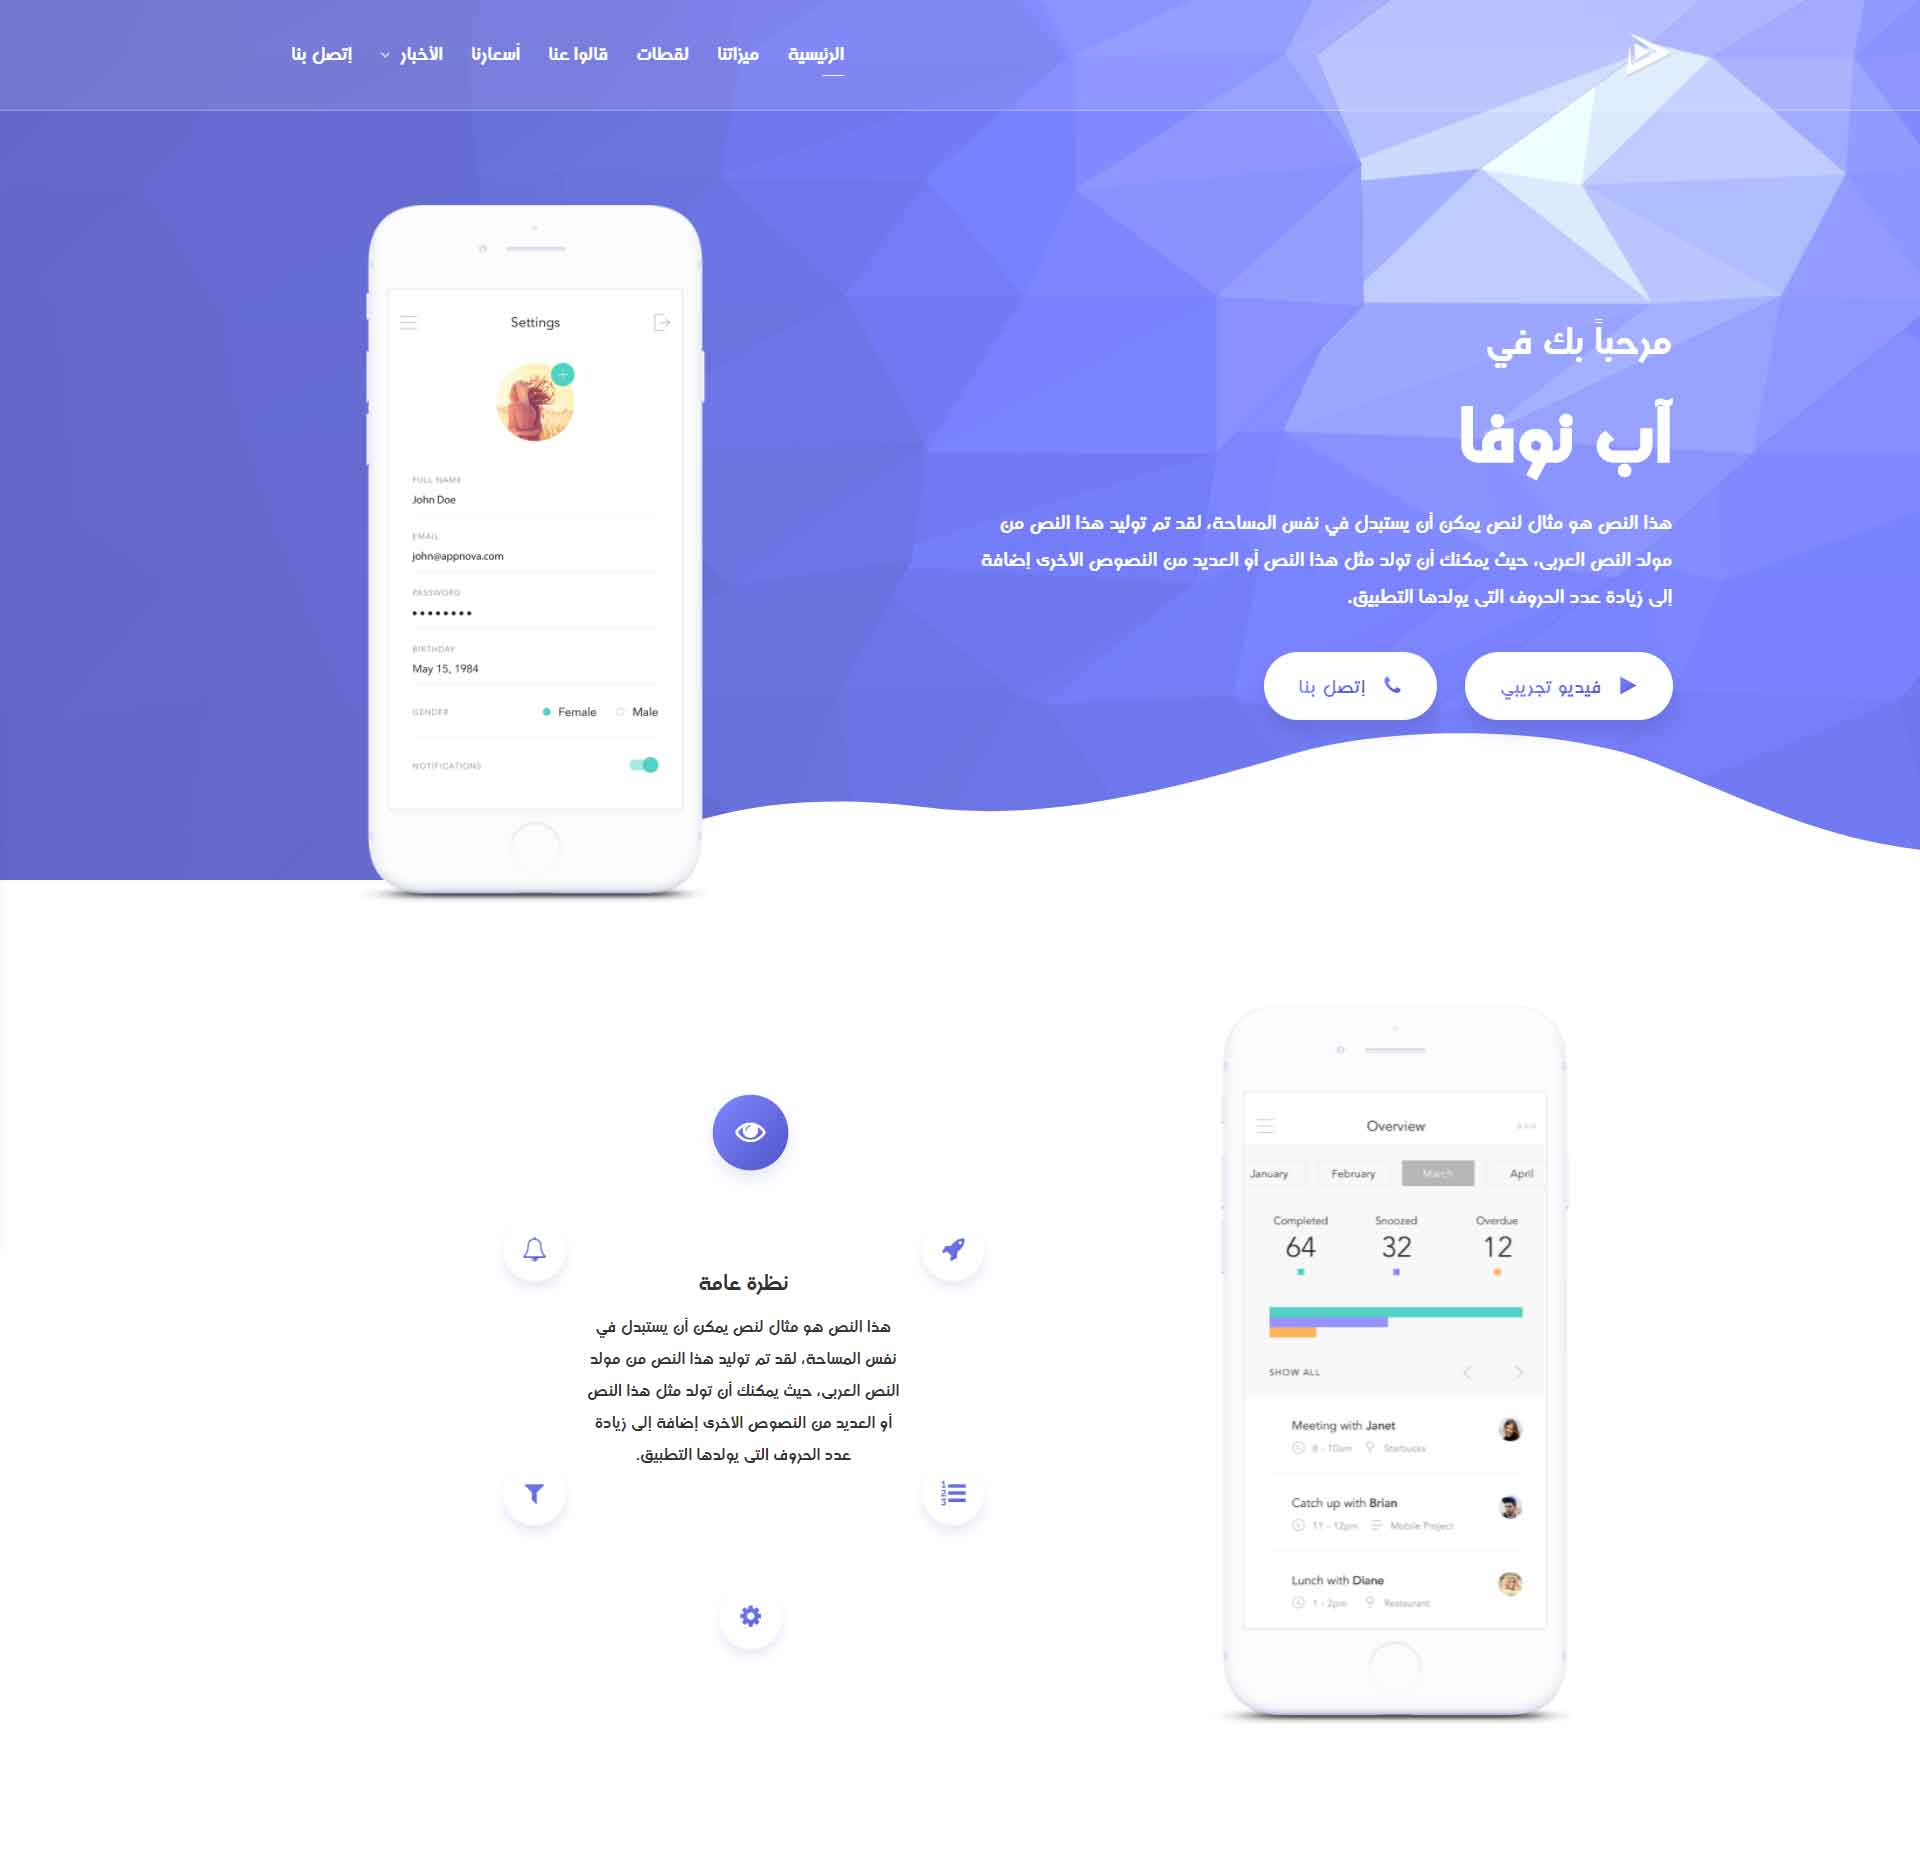 الرئيسية
ميزاتنا
لقطات
قالوا عنا
أسعارنا
الأخبار
إتصل بنا
مرحباً بك في
آب نوفا
هذا النص هو مثال لنص يمكن أن يستبدل في نفس المساحة، لقد تم توليد هذا النص من
مولد النص العربى، حيث يمكنك أن تولد مثل هذا النص أو العديد من النصوص الاخرى إضافة
إلى زيادة عدد الحروف التى يولدها التطبيق.
فيديو تجريبي
إتصل بنا
Settings
FULL NAME
John Doe
EMAIL
john@appnova.com
PASSWORD
••••••••
BIRTHDAY
May 15, 1984
GENDER Female Male
NOTIFICATIONS
Overview
January February March April
Completed Snoozed Overdue
64 32 12
SHOW ALL
Meeting with Janet
8 - 10am Starbucks
Catch up with Brian
11 - 12pm Mobile Project
Lunch with Diane
1 - 2pm Restaurant
نظرة عامة
هذا النص هو مثال لنص يمكن أن يستبدل في
نفس المساحة، لقد تم توليد هذا النص من مولد
النص العربى، حيث يمكنك أن تولد مثل هذا النص
أو العديد من النصوص الاخرى إضافة إلى زيادة
عدد الحروف التى يولدها التطبيق.